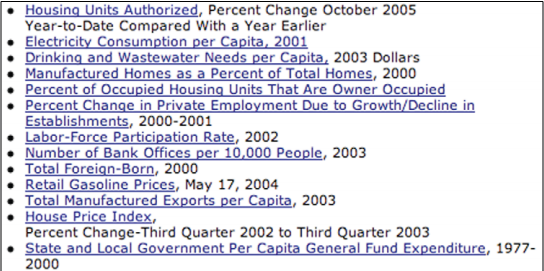 Housing Units Authorized, Percent Change October 2005
Year-to-Date Compared With a Year Earlier
Electricity Consumption per Capita, 2001
Drinking and Wastewater Needs per Capita, 2003 Dollars
Manufactured Homes as a Percent of Total Homes, 2000
Percent of Occupied Housing Units That Are Owner Occupied
Percent Change in Private Employment Due to Growth/Decline in
Establishments, 2000-2001
Labor-Force Participation Rate, 2002
Number of Bank Offices per 10,000 People, 2003
Total Foreign-Born, 2000
Retail Gasoline Prices, May 17, 2004
Total Manufactured Exports per Capita, 2003
House Price Index,
Percent Change-Third Quarter 2002 to Third Quarter 2003
State and Local Government Per Capita General Fund Expenditure, 1977-
2000